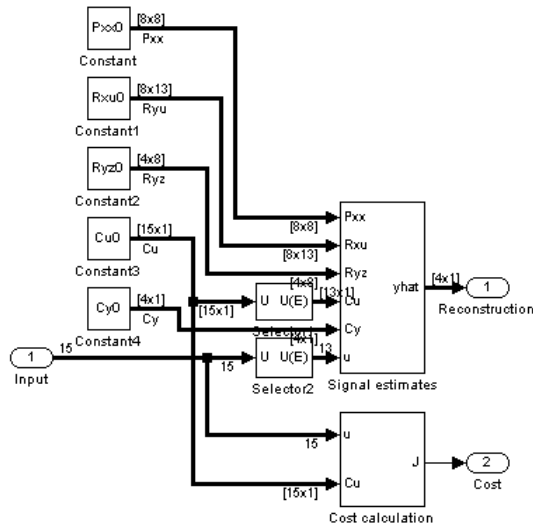 Pxx0
[8x8]
Pxx
Constant
Rxu0
[8x13]
Ryu
Constant1
Ryz0
[4x8]
Ryz
Constant2
Cu0
[15x1]
Cu
Constant3
Cy0
[4x1]
Cy
Constant4
1
15
Input
[8x8]
[8x13]
[4x8]
[13x1]
[15x1]
U U(E)
Selector1
[4x1]
15
U U(E)
13
Selector2
Pxx
Rxu
Ryz
Cu
Cy
u
yhat
Signal estimates
[4x1]
1
Reconstruction
15
[15x1]
u
Cu
J
Cost calculation
2
Cost